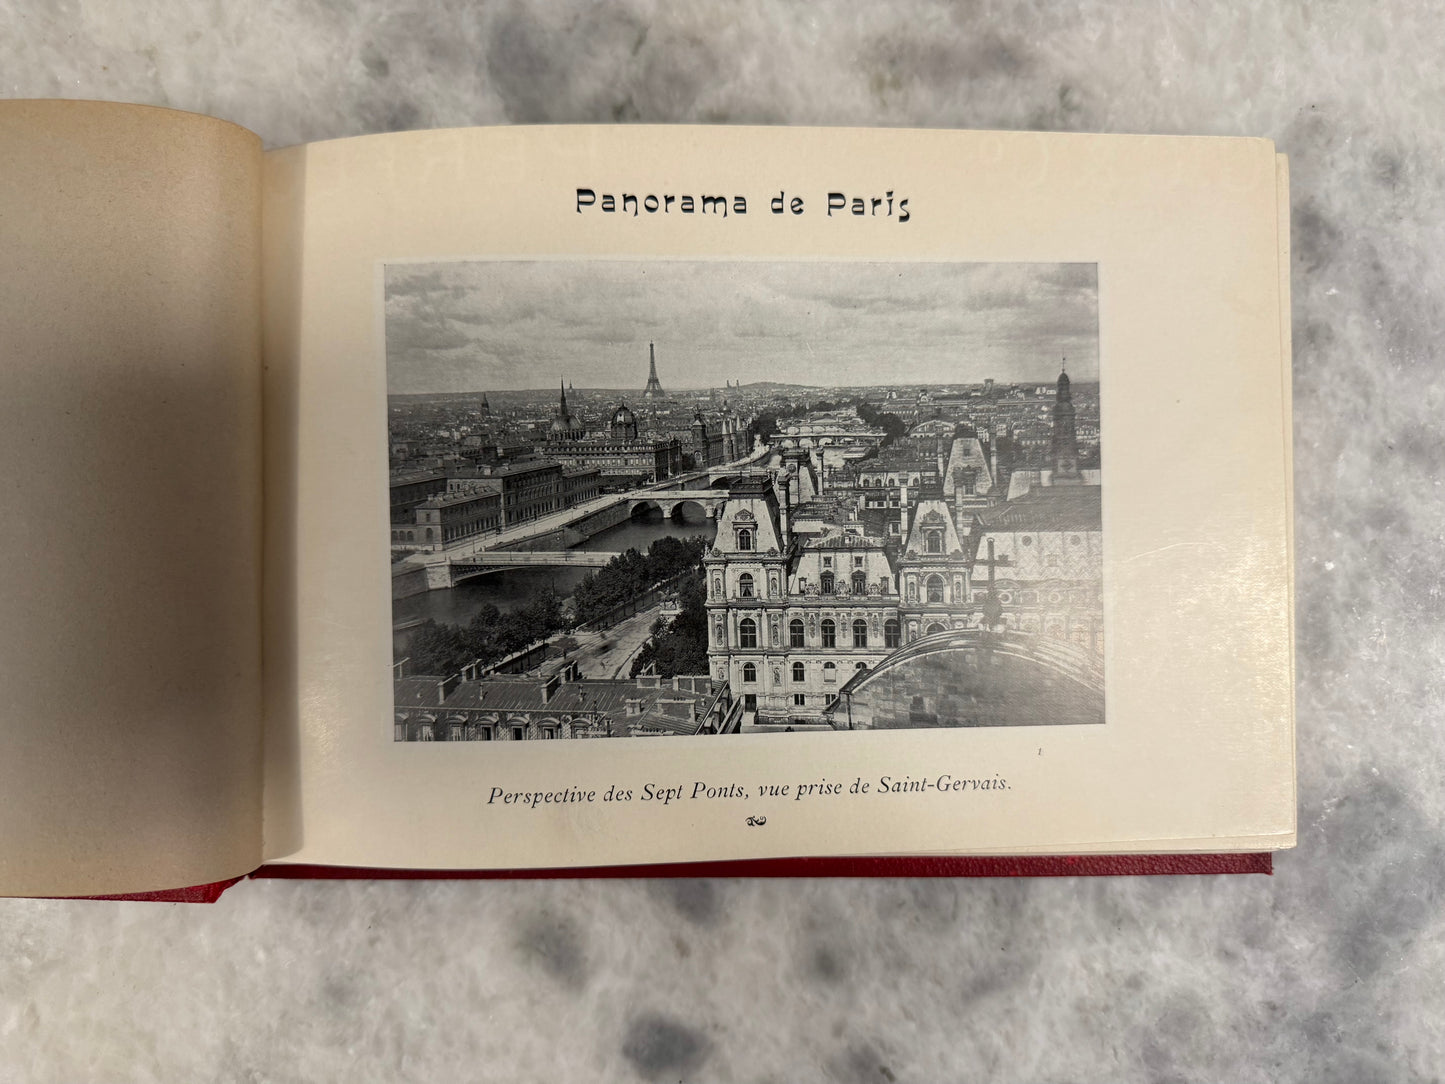 Panorama de Paris
1
Perspective des Sept Ponts, vue prise de Saint-Gervais.